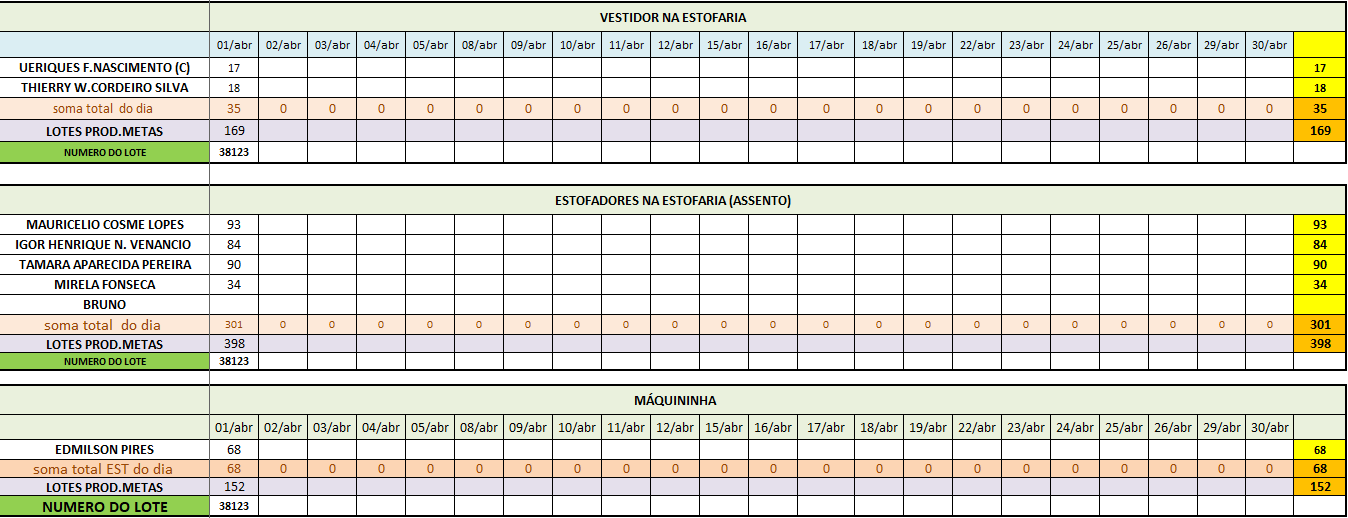 VESTIDOR NA ESTOFARIA
01/abr 02/abr 03/abr 04/abr 05/abr 08/abr 09/abr 10/abr 11/abr 12/abr 15/abr 16/abr 17/abr 18/abr 19/abr 22/abr 23/abr 24/abr 25/abr 26/abr 29/abr 30/abr
UERIQUES F.NASCIMENTO (C) 17 17
THIERRY W.CORDEIRO SILVA 18 18
soma total do dia 35 0 0 0 0 0 0 0 0 0 0 0 0 0 0 0 0 0 0 0 0 0 35
LOTES PROD.METAS 169 169
NUMERO DO LOTE 38123
ESTOFADORES NA ESTOFARIA (ASSENTO)
MAURICELIO COSME LOPES 93 93
IGOR HENRIQUE N. VENANCIO 84 84
TAMARA APARECIDA PEREIRA 90 90
MIRELA FONSECA 34 34
BRUNO
soma total do dia 301 0 0 0 0 0 0 0 0 0 0 0 0 0 0 0 0 0 0 0 0 0 301
LOTES PROD.METAS 398 398
NUMERO DO LOTE 38123
MÁQUININHA
01/abr 02/abr 03/abr 04/abr 05/abr 08/abr 09/abr 10/abr 11/abr 12/abr 15/abr 16/abr 17/abr 18/abr 19/abr 22/abr 23/abr 24/abr 25/abr 26/abr 29/abr 30/abr
EDMILSON PIRES 68 68
soma total EST do dia 68 0 0 0 0 0 0 0 0 0 0 0 0 0 0 0 0 0 0 0 0 0 68
LOTES PROD.METAS 152 152
NUMERO DO LOTE 38123